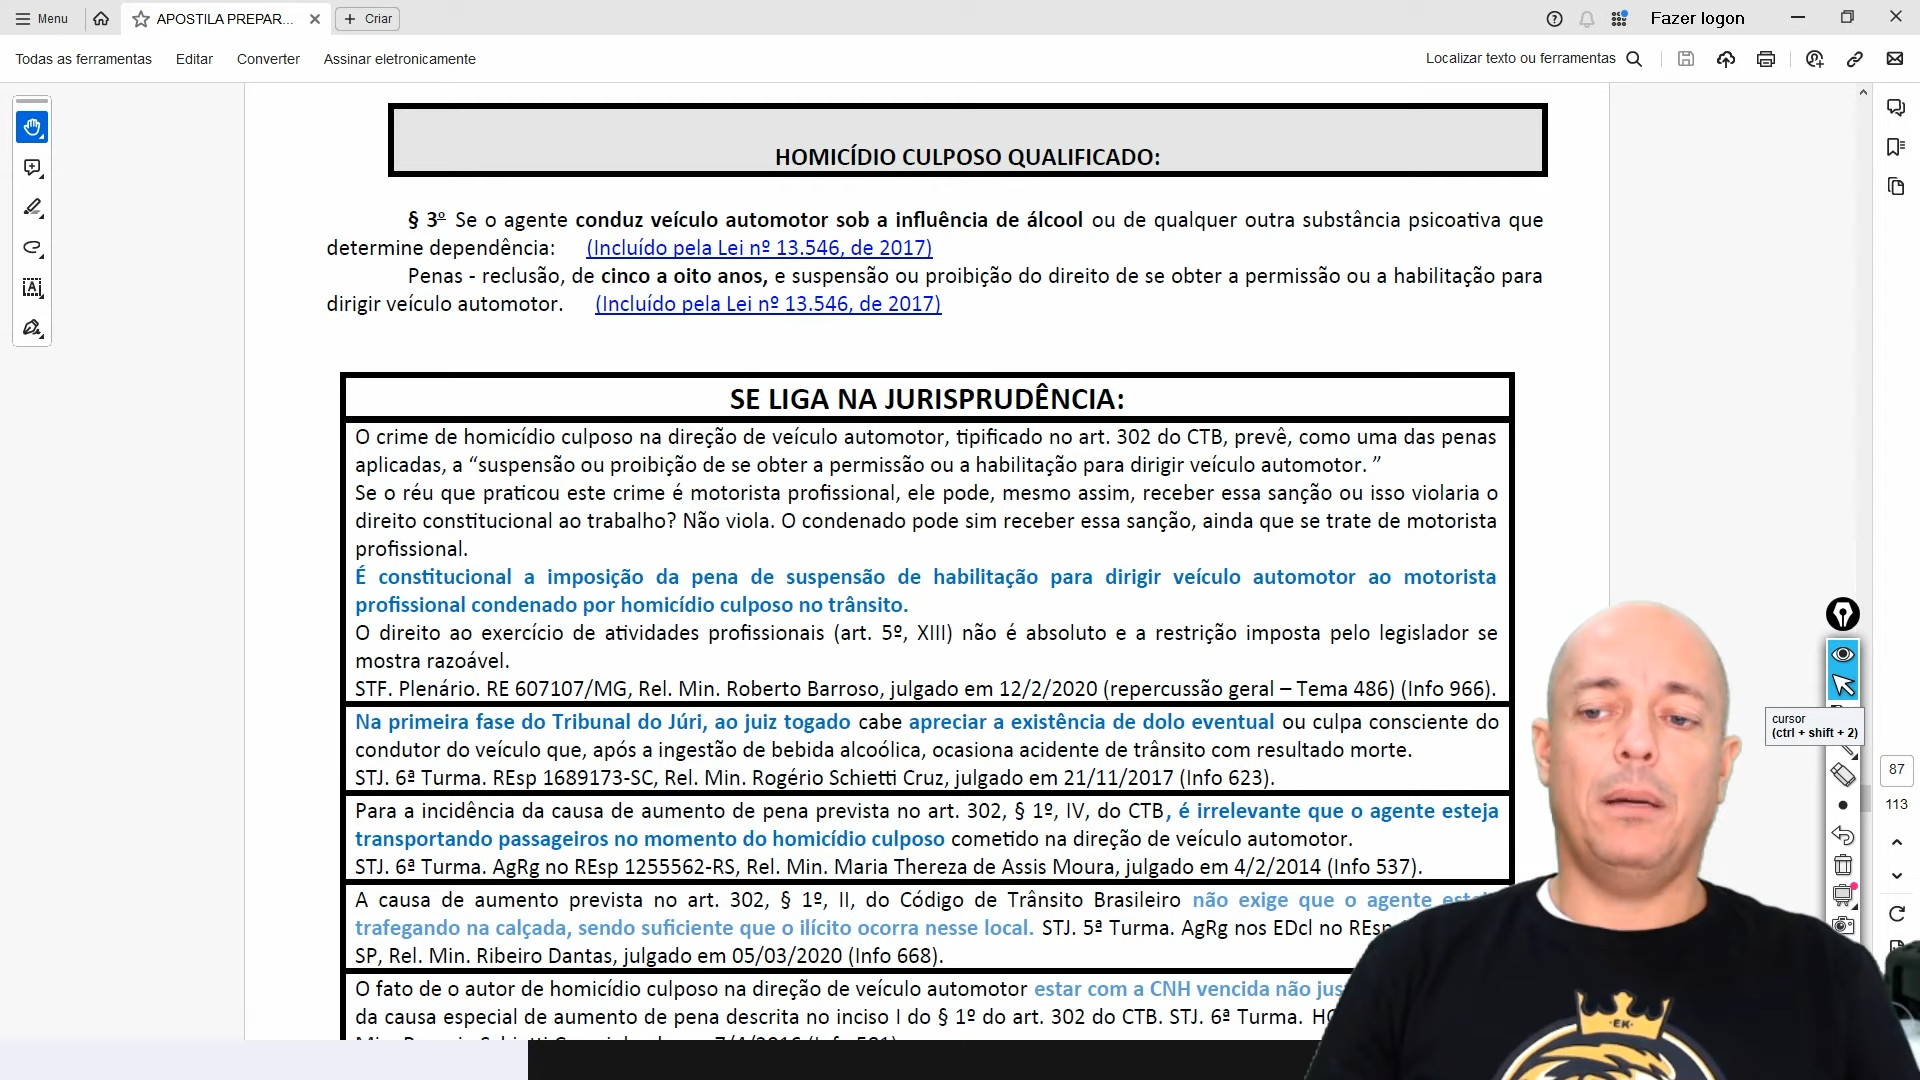 Menu
APOSTILA PREPAR...
Criar
Fazer logon
Todas as ferramentas
Editar
Converter
Assinar eletronicamente
Localizar texto ou ferramentas
HOMICÍDIO CULPOSO QUALIFICADO:
§ 3º Se o agente conduz veículo automotor sob a influência de álcool ou de qualquer outra substância psicoativa que
determine dependência: (Incluído pela Lei nº 13.546, de 2017)
Penas - reclusão, de cinco a oito anos, e suspensão ou proibição do direito de se obter a permissão ou a habilitação para
dirigir veículo automotor. (Incluído pela Lei nº 13.546, de 2017)
SE LIGA NA JURISPRUDÊNCIA:
O crime de homicídio culposo na direção de veículo automotor, tipificado no art. 302 do CTB, prevê, como uma das penas
aplicadas, a “suspensão ou proibição de se obter a permissão ou a habilitação para dirigir veículo automotor. ”
Se o réu que praticou este crime é motorista profissional, ele pode, mesmo assim, receber essa sanção ou isso violaria o
direito constitucional ao trabalho? Não viola. O condenado pode sim receber essa sanção, ainda que se trate de motorista
profissional.
É constitucional a imposição da pena de suspensão de habilitação para dirigir veículo automotor ao motorista
profissional condenado por homicídio culposo no trânsito.
O direito ao exercício de atividades profissionais (art. 5º, XIII) não é absoluto e a restrição imposta pelo legislador se
mostra razoável.
STF. Plenário. RE 607107/MG, Rel. Min. Roberto Barroso, julgado em 12/2/2020 (repercussão geral – Tema 486) (Info 966).
Na primeira fase do Tribunal do Júri, ao juiz togado cabe apreciar a existência de dolo eventual ou culpa consciente do
condutor do veículo que, após a ingestão de bebida alcoólica, ocasiona acidente de trânsito com resultado morte.
STJ. 6ª Turma. REsp 1689173-SC, Rel. Min. Rogério Schietti Cruz, julgado em 21/11/2017 (Info 623).
Para a incidência da causa de aumento de pena prevista no art. 302, § 1º, IV, do CTB, é irrelevante que o agente esteja
transportando passageiros no momento do homicídio culposo cometido na direção de veículo automotor.
STJ. 6ª Turma. AgRg no REsp 1255562-RS, Rel. Min. Maria Thereza de Assis Moura, julgado em 4/2/2014 (Info 537).
A causa de aumento prevista no art. 302, § 1º, II, do Código de Trânsito Brasileiro não exige que o agente
trafegando na calçada, sendo suficiente que o ilícito ocorra nesse local. STJ. 5ª Turma. AgRg nos EDcl no REsp
SP, Rel. Min. Ribeiro Dantas, julgado em 05/03/2020 (Info 668).
O fato de o autor de homicídio culposo na direção de veículo automotor estar com a CNH vencida não
da causa especial de aumento de pena descrita no inciso I do § 1º do art. 302 do CTB. STJ. 6ª Turma.
cursor
(ctrl + shift + 2)
87
113
EK